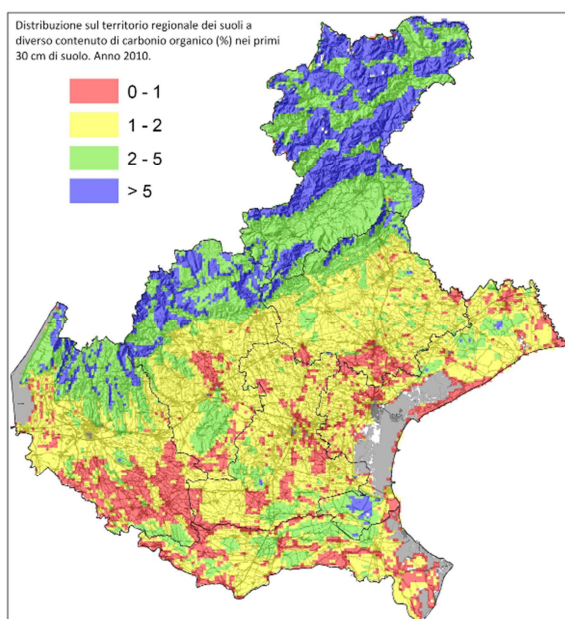 Distribuzione sul territorio regionale dei suoli a
diverso contenuto di carbonio organico (%) nei primi
30 cm di suolo. Anno 2010.
0 - 1
1 - 2
2 - 5
> 5